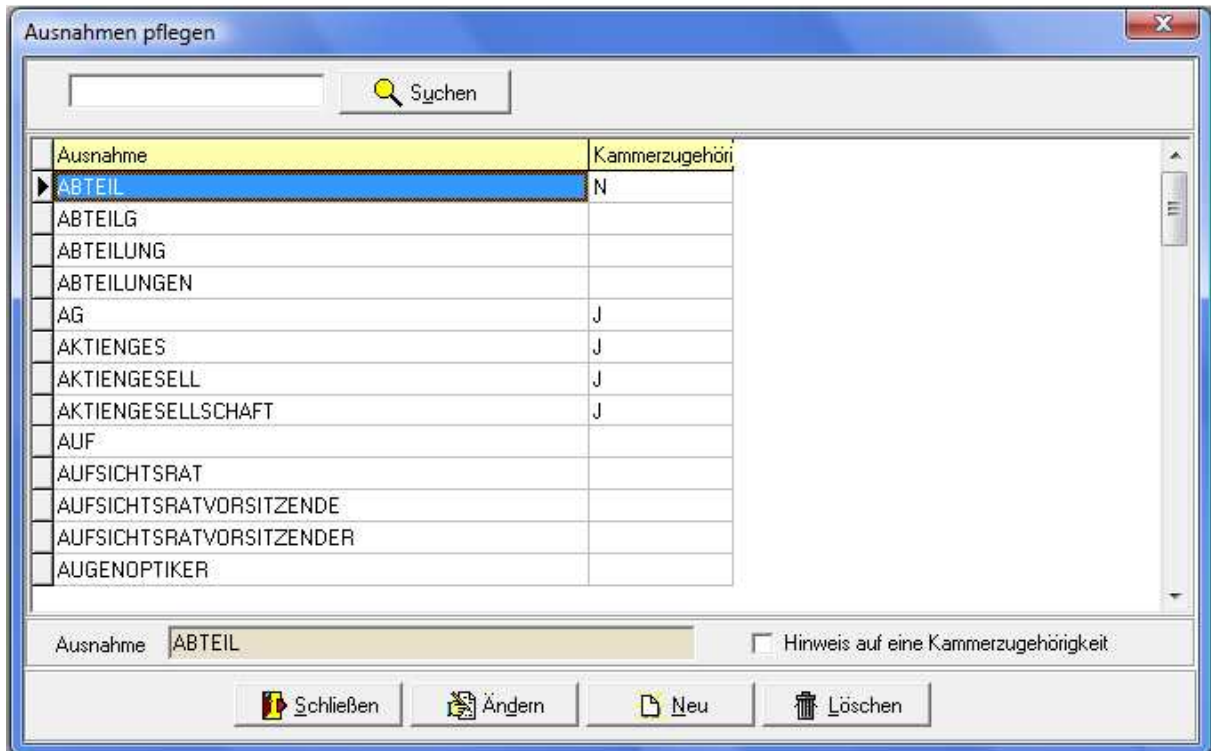 Ausnahmen pflegen
Suchen
Ausnahme Kammerzugehöri
ABTEIL N
ABTEILG
ABTEILUNG
ABTEILUNGEN
AG J
AKTIENGES J
AKTIENGESELL J
AKTIENGESELLSCHAFT J
AUF
AUFSICHTSRAT
AUFSICHTSRATVORSITZENDE
AUFSICHTSRATVORSITZENDER
AUGENOPTIKER
Ausnahme ABTEIL Hinweis auf eine Kammerzugehörigkeit
Schließen Ändern Neu Löschen